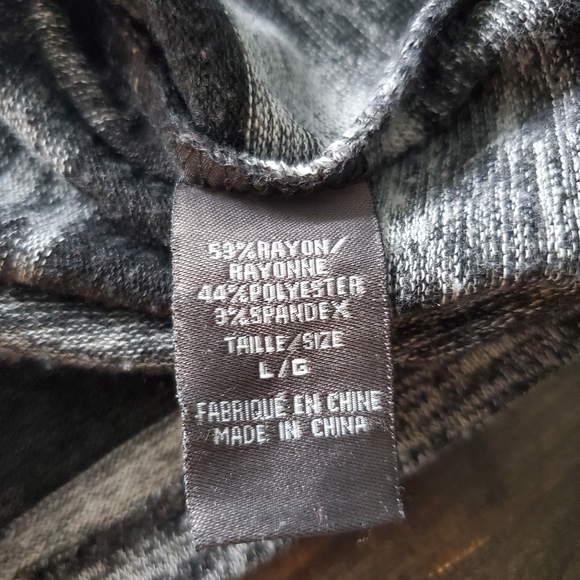 53%RAYON/
RAYONNE
44%POLYESTER
3%SPANDEX
TAILLE/SIZE
L/G
FABRIQUÉ EN CHINE
MADE IN CHINA